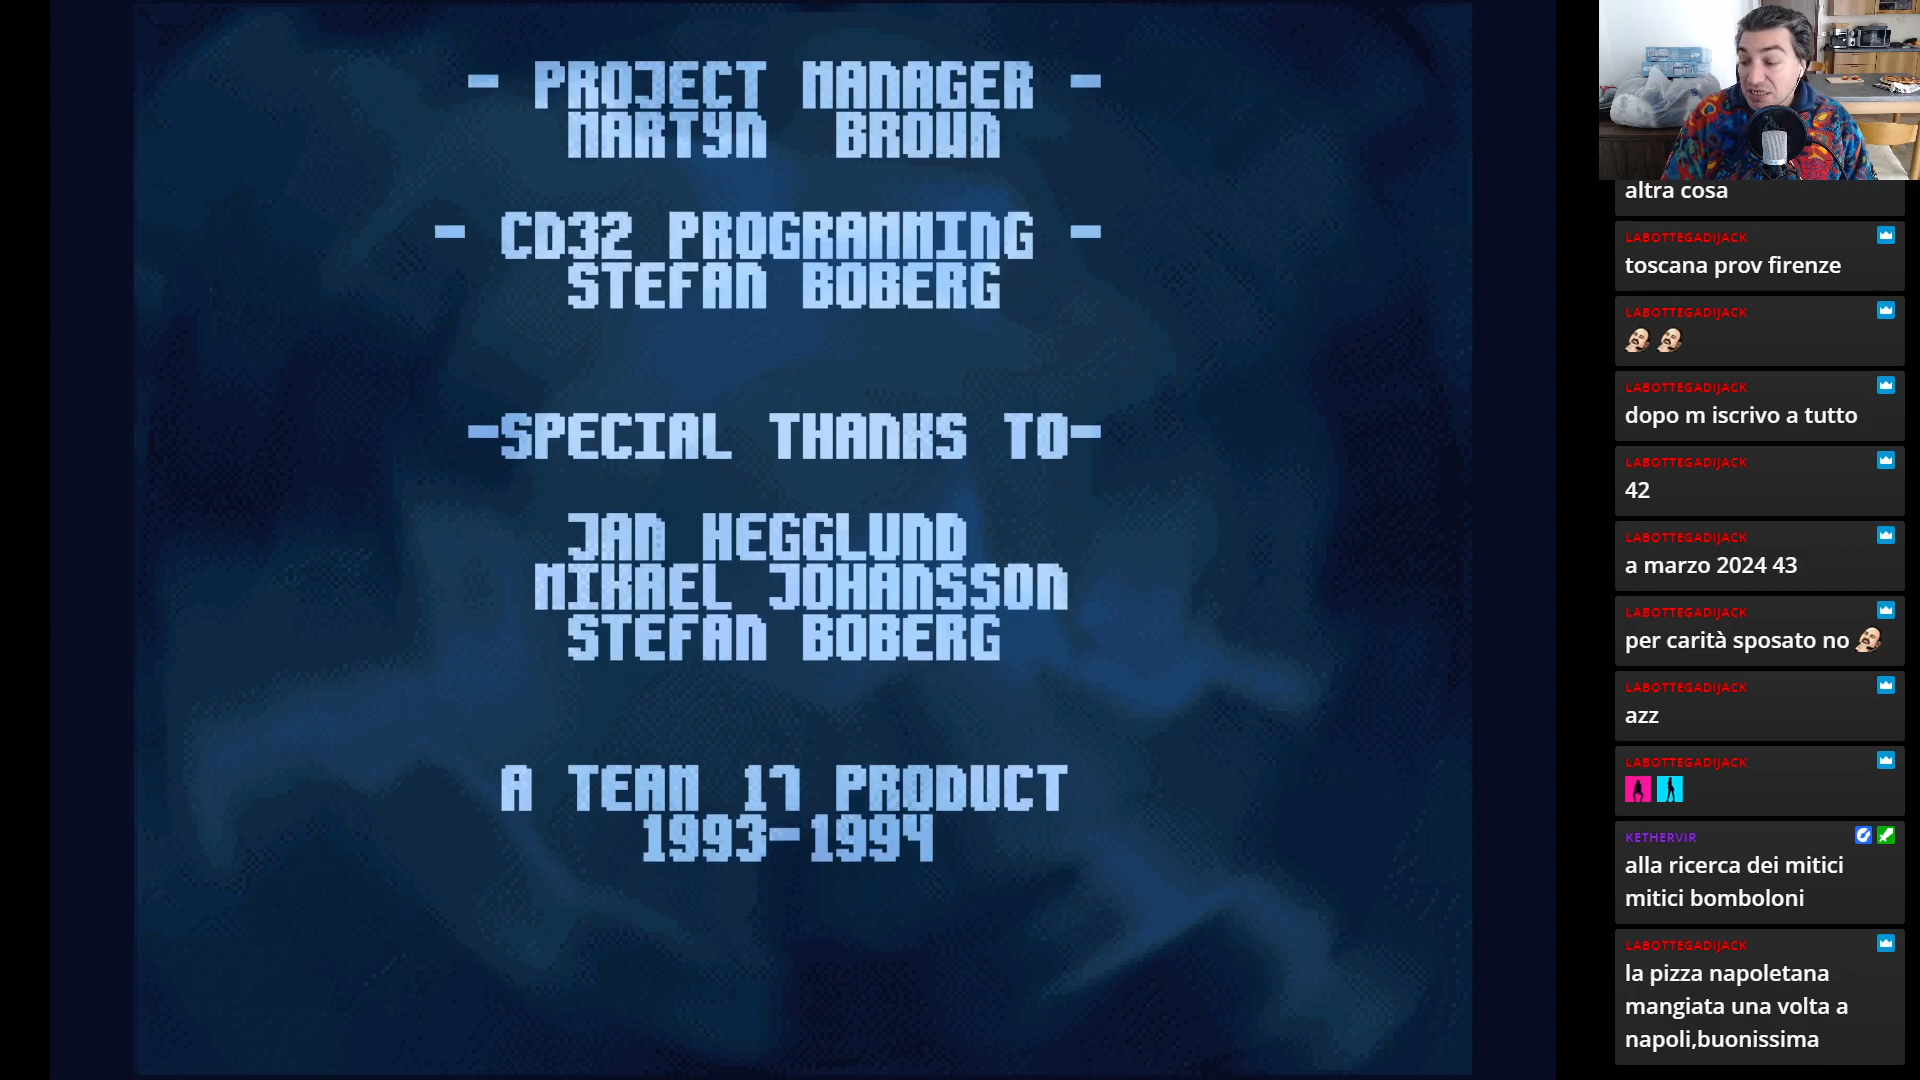 - PROJECT MANAGER -
MARTYN BROWN
- CD32 PROGRAMMING -
STEFAN BOBERG
-SPECIAL THANKS TO-
JAN HEGGLUND
MIKAEL JOHANSSON
STEFAN BOBERG
A TEAM 17 PRODUCT
1993-1994
altra cosa
LABOTTEGADIJACK
toscana prov firenze
LABOTTEGADIJACK
LABOTTEGADIJACK
dopo m iscrivo a tutto
LABOTTEGADIJACK
42
LABOTTEGADIJACK
a marzo 2024 43
LABOTTEGADIJACK
per carità sposato no
LABOTTEGADIJACK
azz
LABOTTEGADIJACK
KETHERVIR
alla ricerca dei mitici
mitici bomboloni
LABOTTEGADIJACK
la pizza napoletana
mangiata una volta a
napoli,buonissima